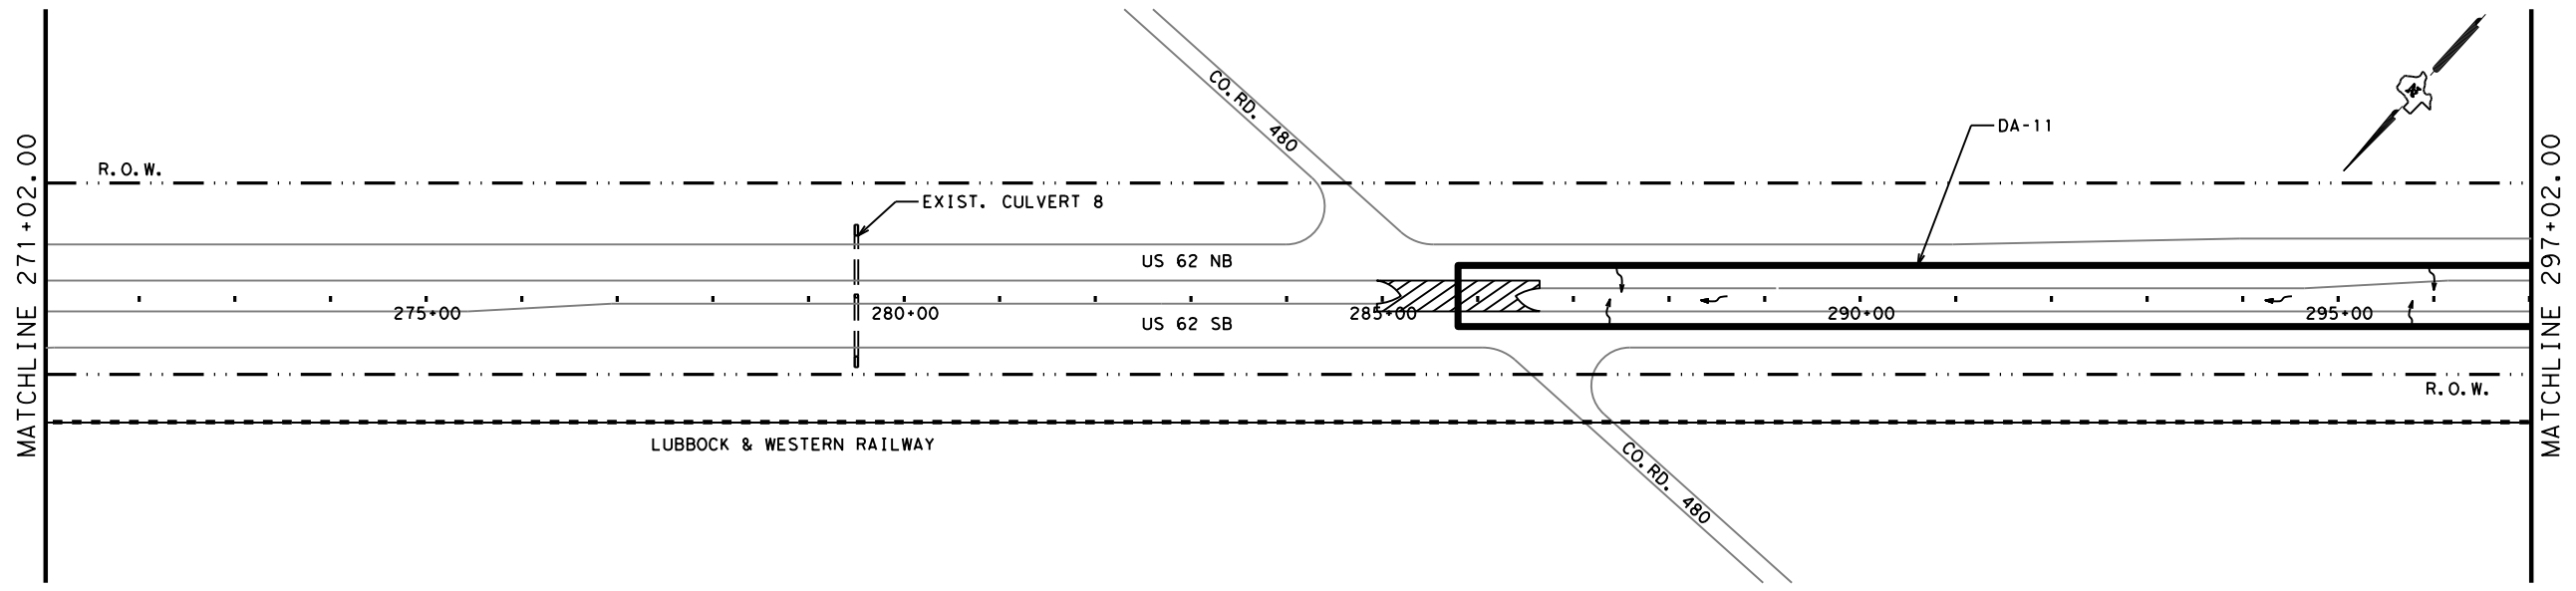 MATCHLINE 271+02.00
R.O.W.
CO.RD. 480
N
DA-11
EXIST. CULVERT 8
US 62 NB
275+00
280+00
285+00
290+00
295+00
US 62 SB
R.O.W.
LUBBOCK & WESTERN RAILWAY
CO.RD. 480
MATCHLINE 297+02.00